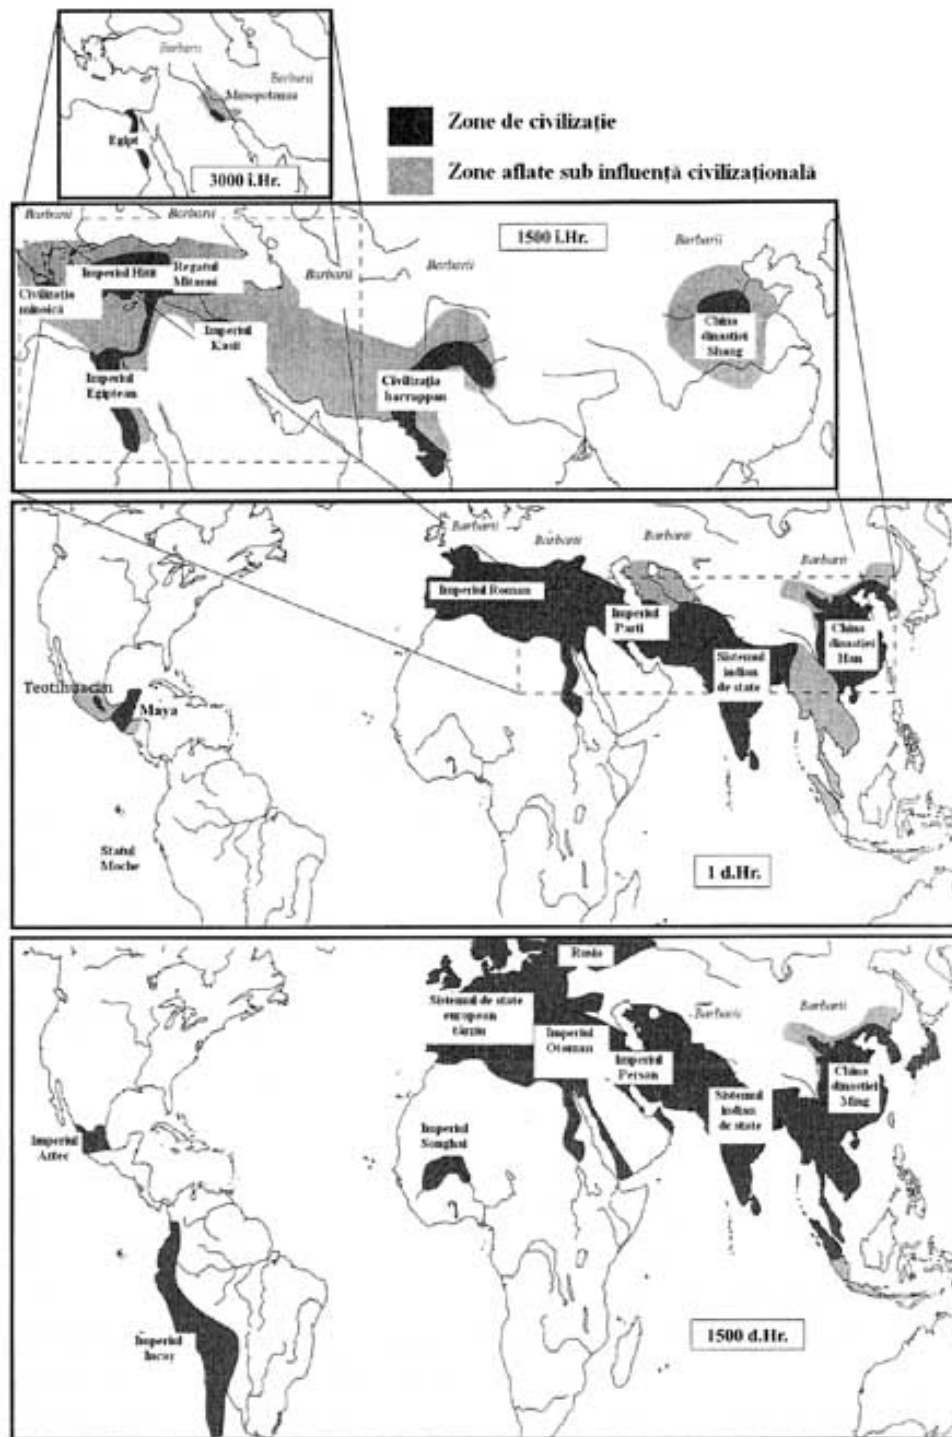 Barbarii
Barbarii
Mesopotamia
Egipt
3000 i.Hr.
Zone de civilizație
Zone aflate sub influență civilizațională
Barbarii
Barbarii
1500 i.Hr.
Barbarii
Barbarii
Barbarii
Imperiul Hitit
Regatul
Mitanni
Civilizația
minoică
Imperiul
Kasit
China
dinastiei
Shang
Imperiul
Egiptean
Civilizația
harrappan
Barbarii
Barbarii
Barbarii
Barbarii
Imperiul Roman
Imperiul
Parti
China
dinastiei
Han
Sistemul
indian
de state
Teotihuacán
Maya
Statul
Moche
1 d.Hr.
Rusia
Sistemul de state
european
târziu
Imperiul
Otoman
Imperiul
Persan
Barbarii
Barbarii
China
dinastiei
Ming
Sistemul
indian
de state
Imperiul
Aztec
Imperiul
Songhai
Imperiul
Incaș
1500 d.Hr.